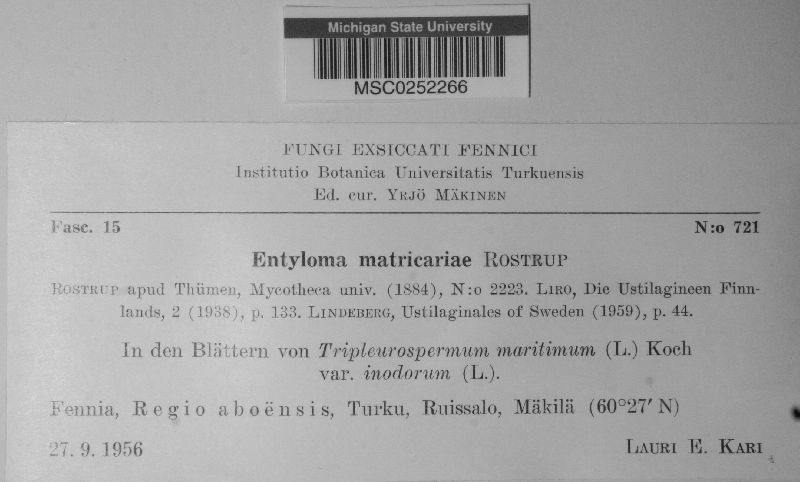 Michigan State University
MSC0252266
FUNGI EXSICCATI FENNICI
Institutio Botanica Universitatis Turkuensis
Ed. cur. YRJÖ MÄKINEN
Fasc. 15 N:o 721
Entyloma matricariae ROSTRUP
ROSTRUP apud Thümen, Mycotheca univ. (1884), N:o 2223. LIRO, Die Ustilagineen Finn-
lands, 2 (1938), p. 133. LINDEBERG, Ustilaginales of Sweden (1959), p. 44.
In den Blättern von Tripleurospermum maritimum (L.) Koch
var. inodorum (L.).
Fennia, Regio aboënsis, Turku, Ruissalo, Mäkilä (60°27′ N)
27. 9. 1956 LAURI E. KARI